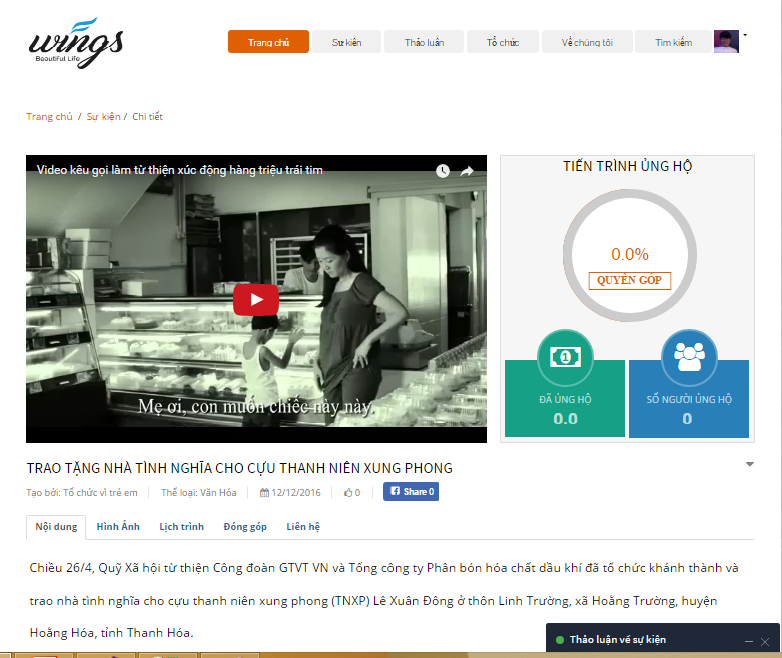 wings
Beautiful Life
Trang chủ Sự kiện Thảo luận Tổ chức Về chúng tôi Tìm kiếm
Trang chủ / Sự kiện / Chi tiết
Video kêu gọi làm từ thiện xúc động hàng triệu trái tim
Mẹ ơi, con muốn chiếc này này.
TIẾN TRÌNH ỦNG HỘ
0.0%
QUYÊN GÓP
ĐÃ ỦNG HỘ
0.0
SỐ NGƯỜI ỦNG HỘ
0
TRAO TẶNG NHÀ TÌNH NGHĨA CHO CỰU THANH NIÊN XUNG PHONG
Tạo bởi: Tổ chức vì trẻ em Thể loại: Văn Hóa 12/12/2016 0 Share 0
Nội dung Hình Ảnh Lịch trình Đóng góp Liên hệ
Chiều 26/4, Quỹ Xã hội từ thiện Công đoàn GTVT VN và Tổng công ty Phân bón hóa chất dầu khí đã tổ chức khánh thành và
trao nhà tình nghĩa cho cựu thanh niên xung phong (TNXP) Lê Xuân Đông ở thôn Linh Trường, xã Hoằng Trường, huyện
Hoằng Hóa, tỉnh Thanh Hóa.
Thảo luận về sự kiện